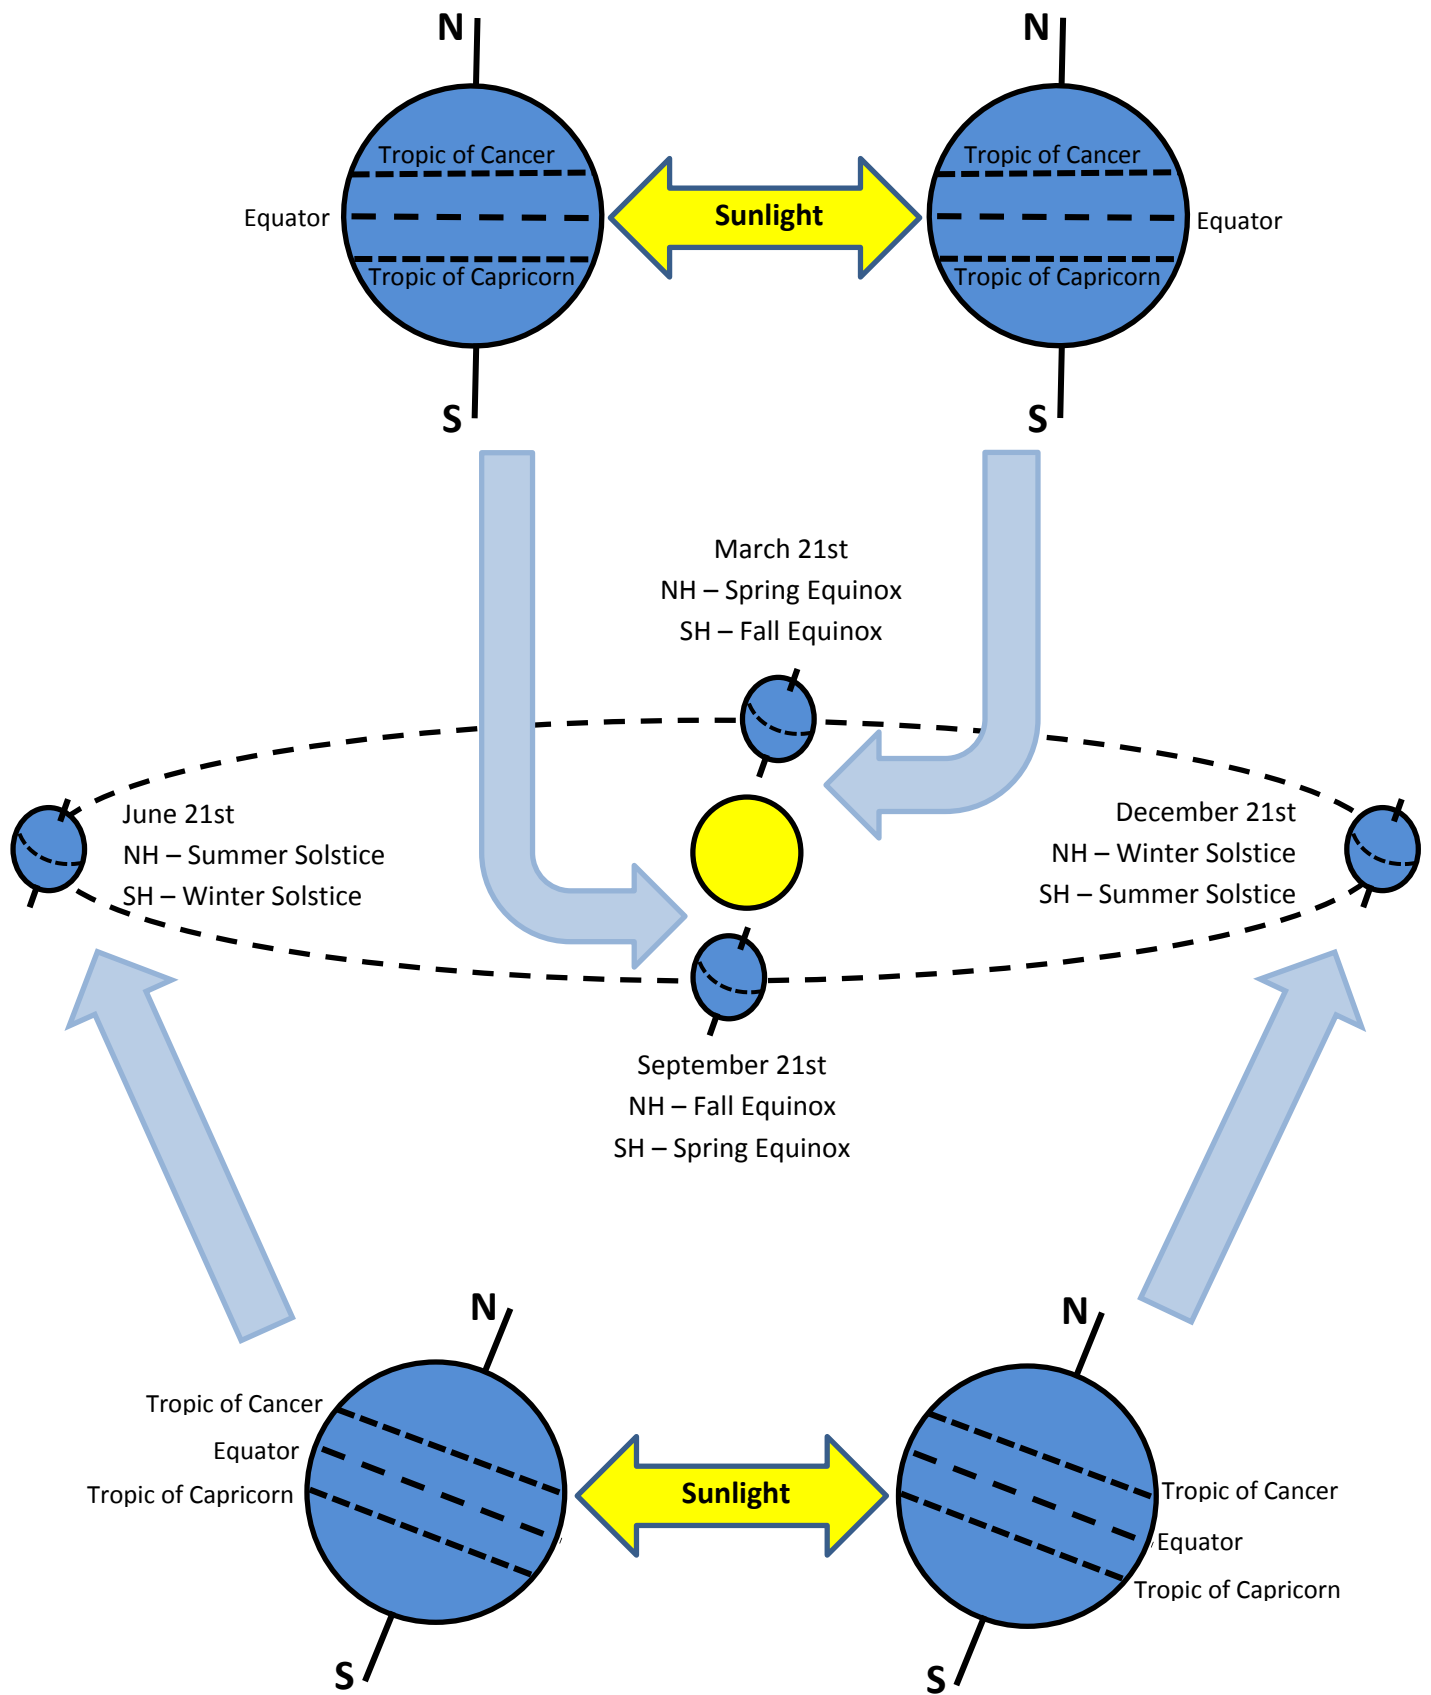 N
N
Tropic of Cancer
Tropic of Cancer
Equator
Sunlight
Equator
Tropic of Capricorn
Tropic of Capricorn
S
S
March 21st
NH – Spring Equinox
SH – Fall Equinox
June 21st
NH – Summer Solstice
SH – Winter Solstice
December 21st
NH – Winter Solstice
SH – Summer Solstice
September 21st
NH – Fall Equinox
SH – Spring Equinox
N
N
Tropic of Cancer
Equator
Tropic of Capricorn
Sunlight
Tropic of Cancer
Equator
Tropic of Capricorn
S
S